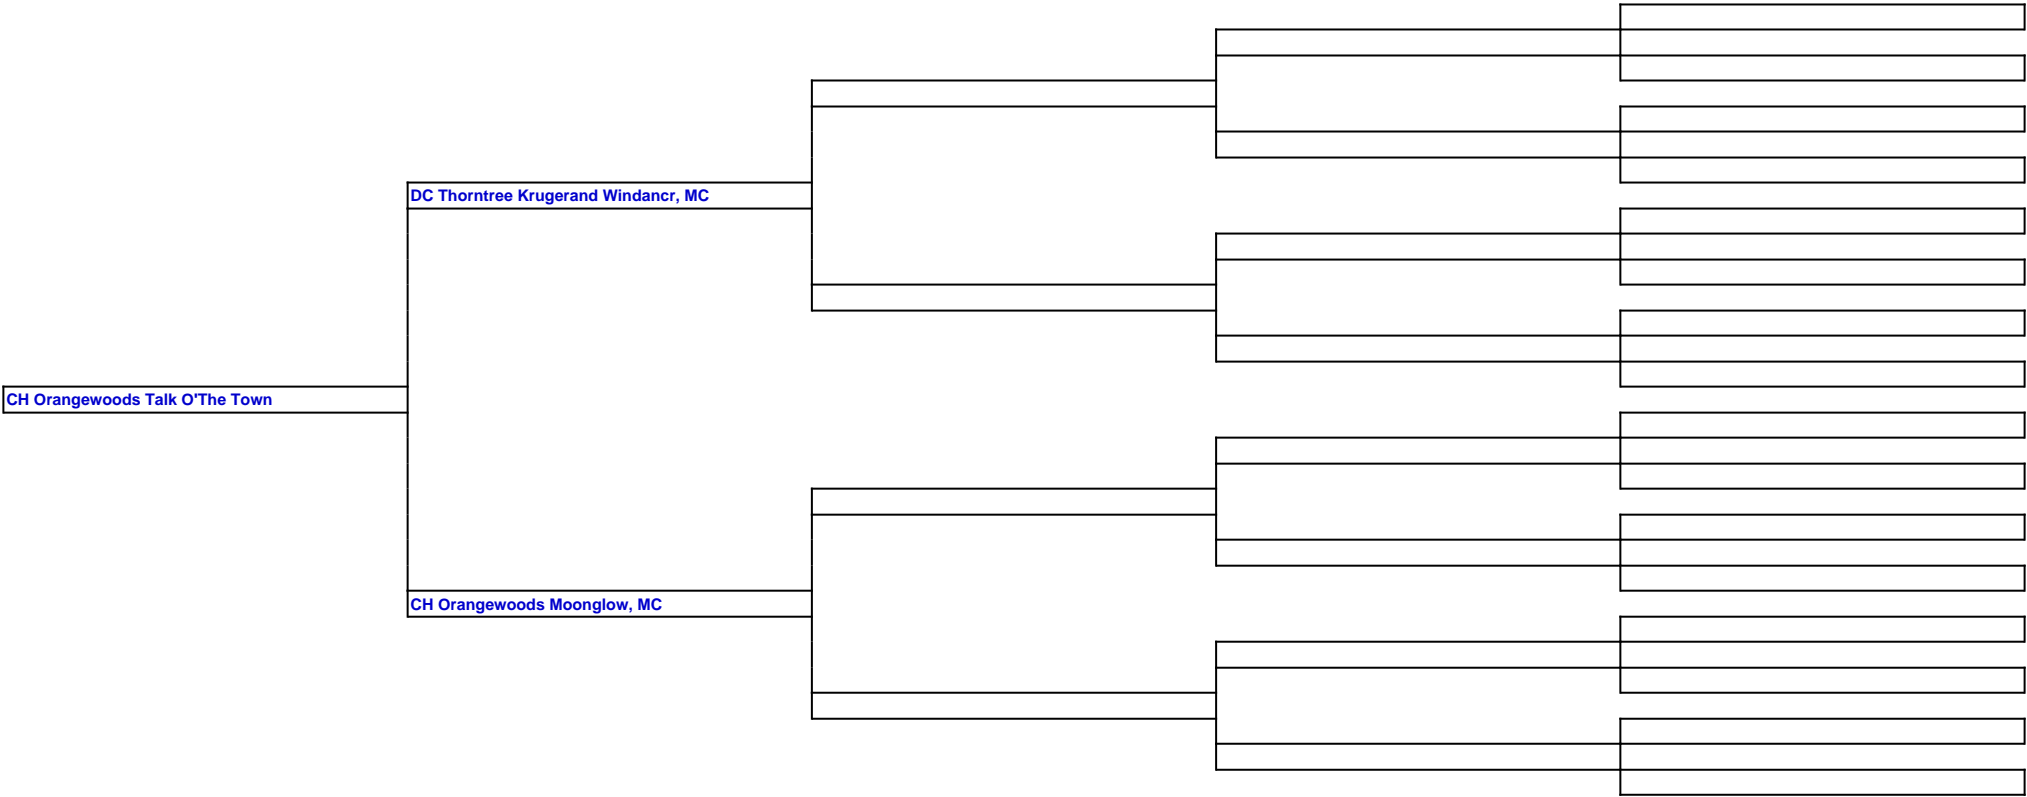 DC Thorntree Krugerand Windancr, MC
CH Orangewoods Talk O'The Town
CH Orangewoods Moonglow, MC